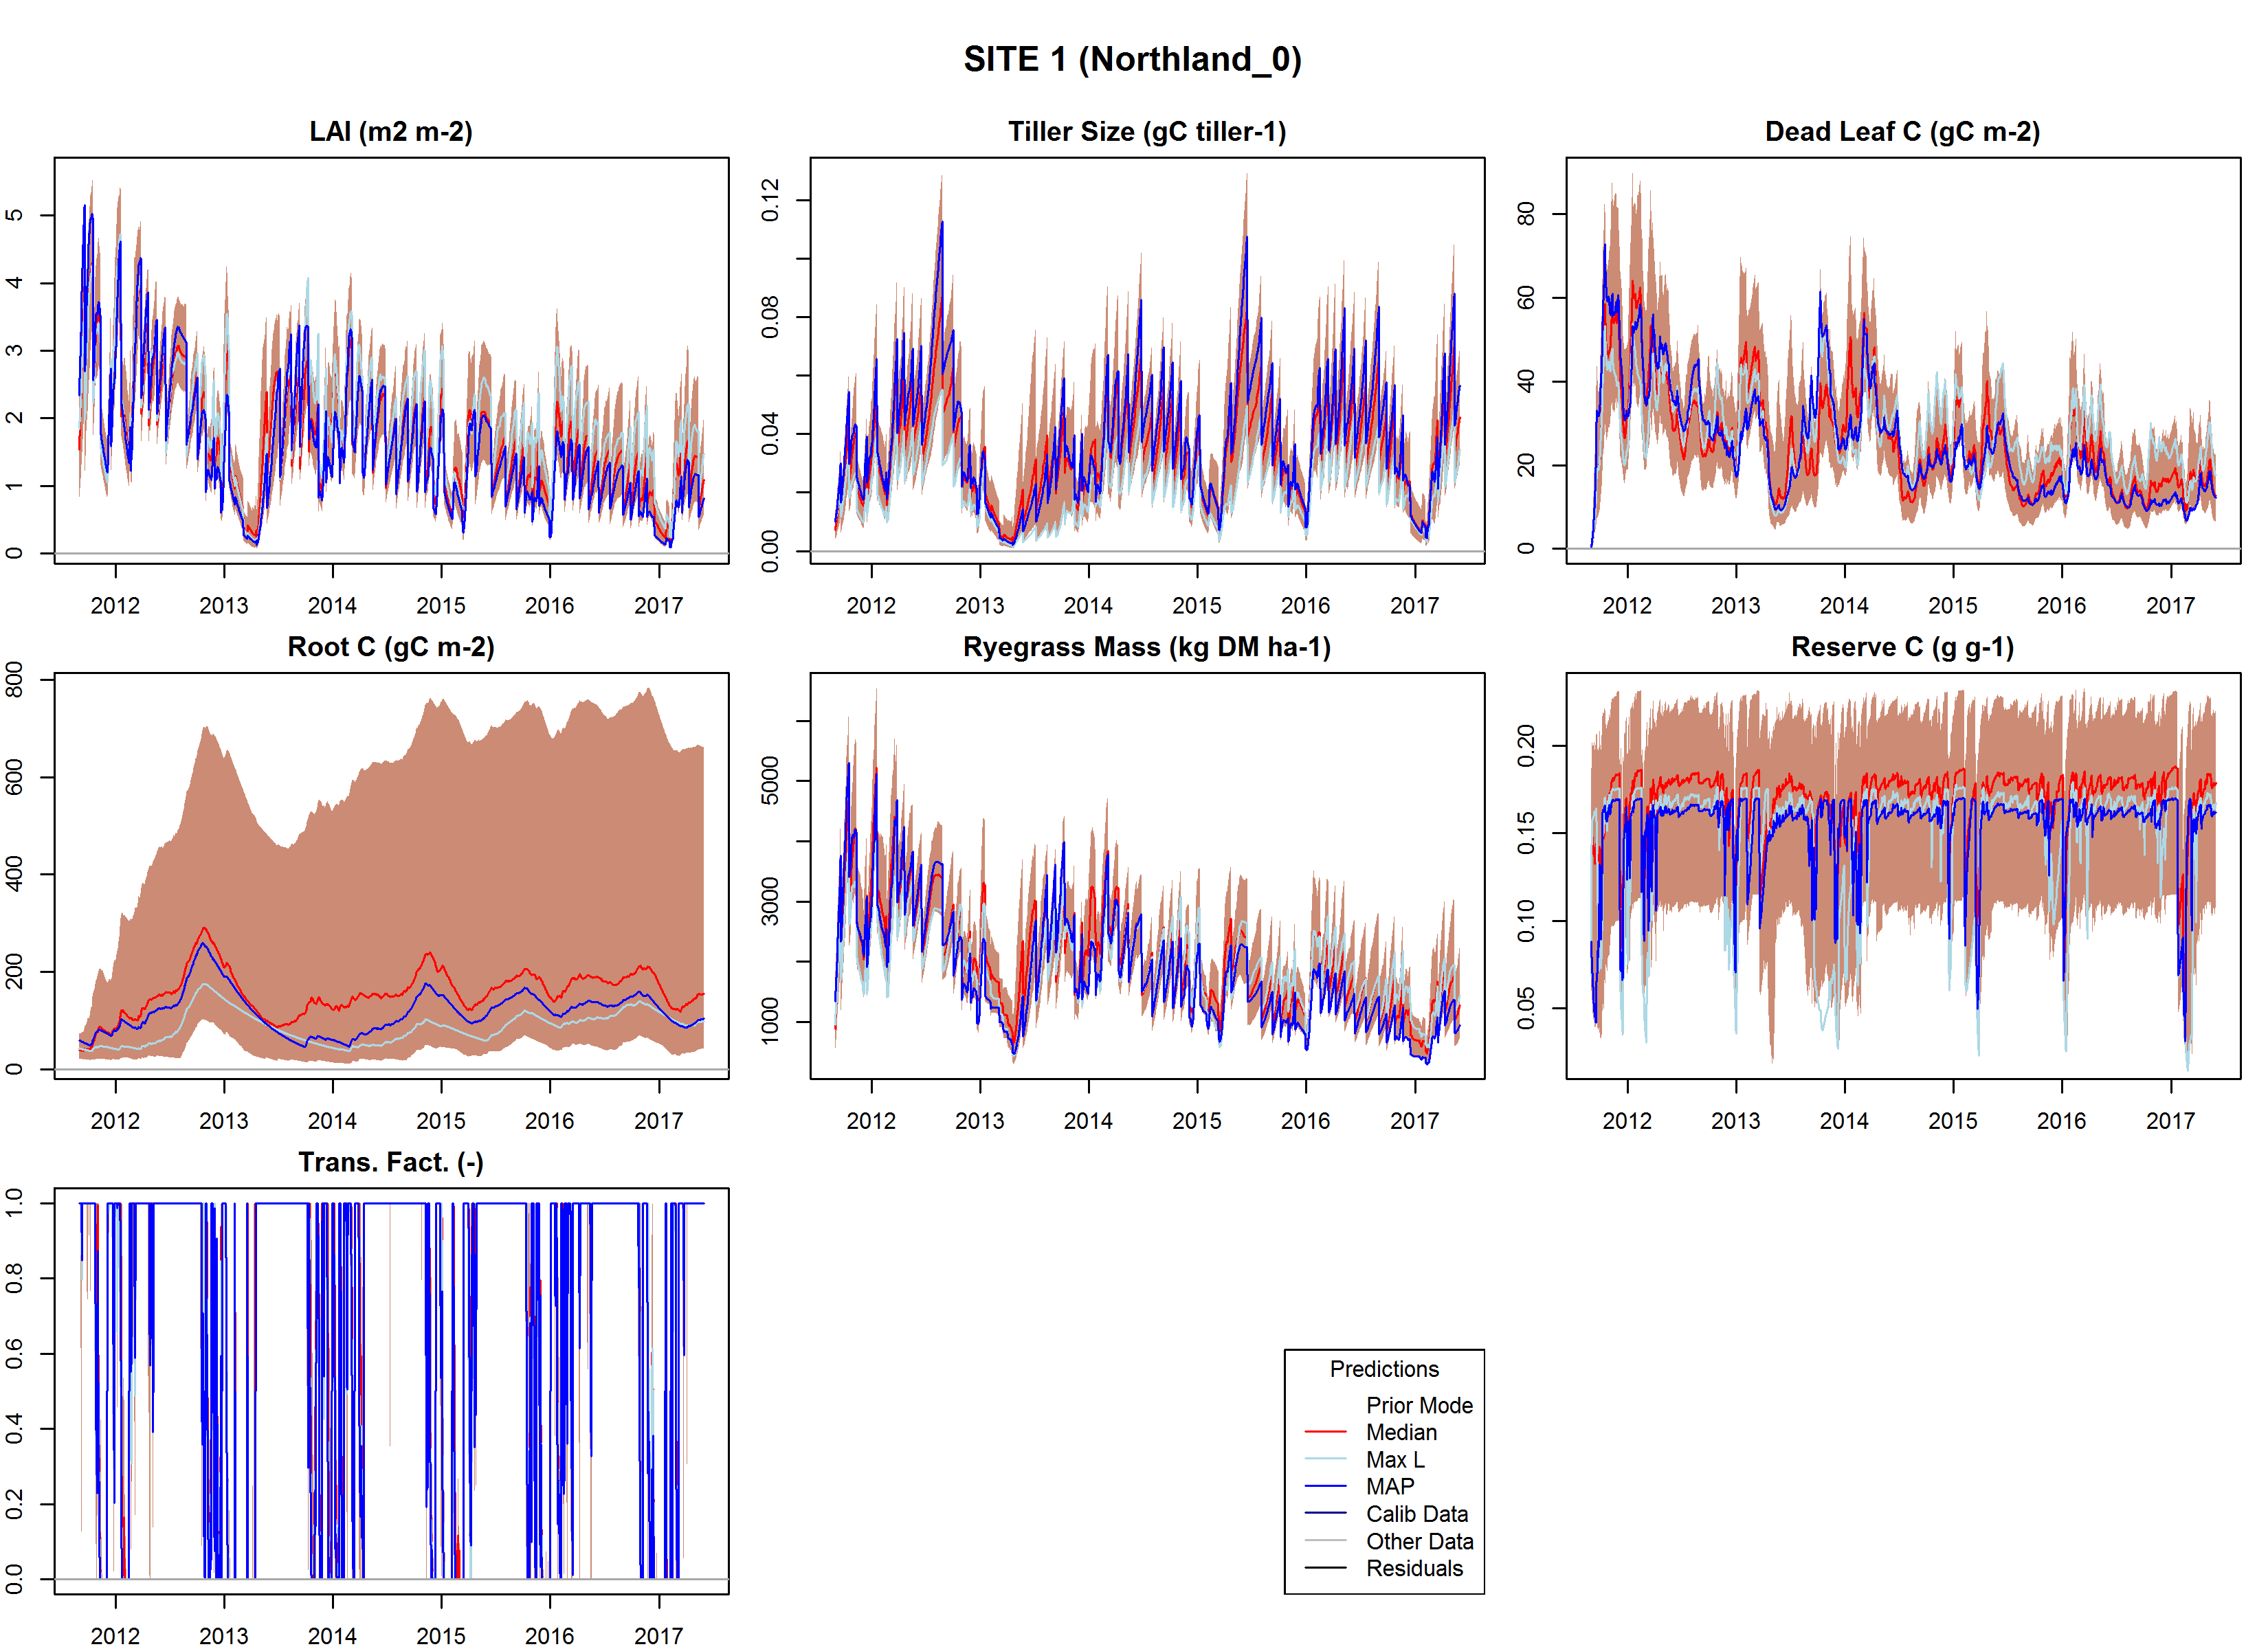 SITE 1 (Northland_0)
LAI (m2 m-2)
0 1 2 3 4 5
2012 2013 2014 2015 2016 2017
Tiller Size (gC tiller-1)
0.00 0.04 0.08 0.12
2012 2013 2014 2015 2016 2017
Dead Leaf C (gC m-2)
0 20 40 60 80
2012 2013 2014 2015 2016 2017
Root C (gC m-2)
0 200 400 600 800
2012 2013 2014 2015 2016 2017
Ryegrass Mass (kg DM ha-1)
1000 3000 5000
2012 2013 2014 2015 2016 2017
Reserve C (g g-1)
0.05 0.10 0.15 0.20
2012 2013 2014 2015 2016 2017
Trans. Fact. (-)
0.0 0.2 0.4 0.6 0.8 1.0
2012 2013 2014 2015 2016 2017
Predictions
Prior Mode
Median
Max L
MAP
Calib Data
Other Data
Residuals